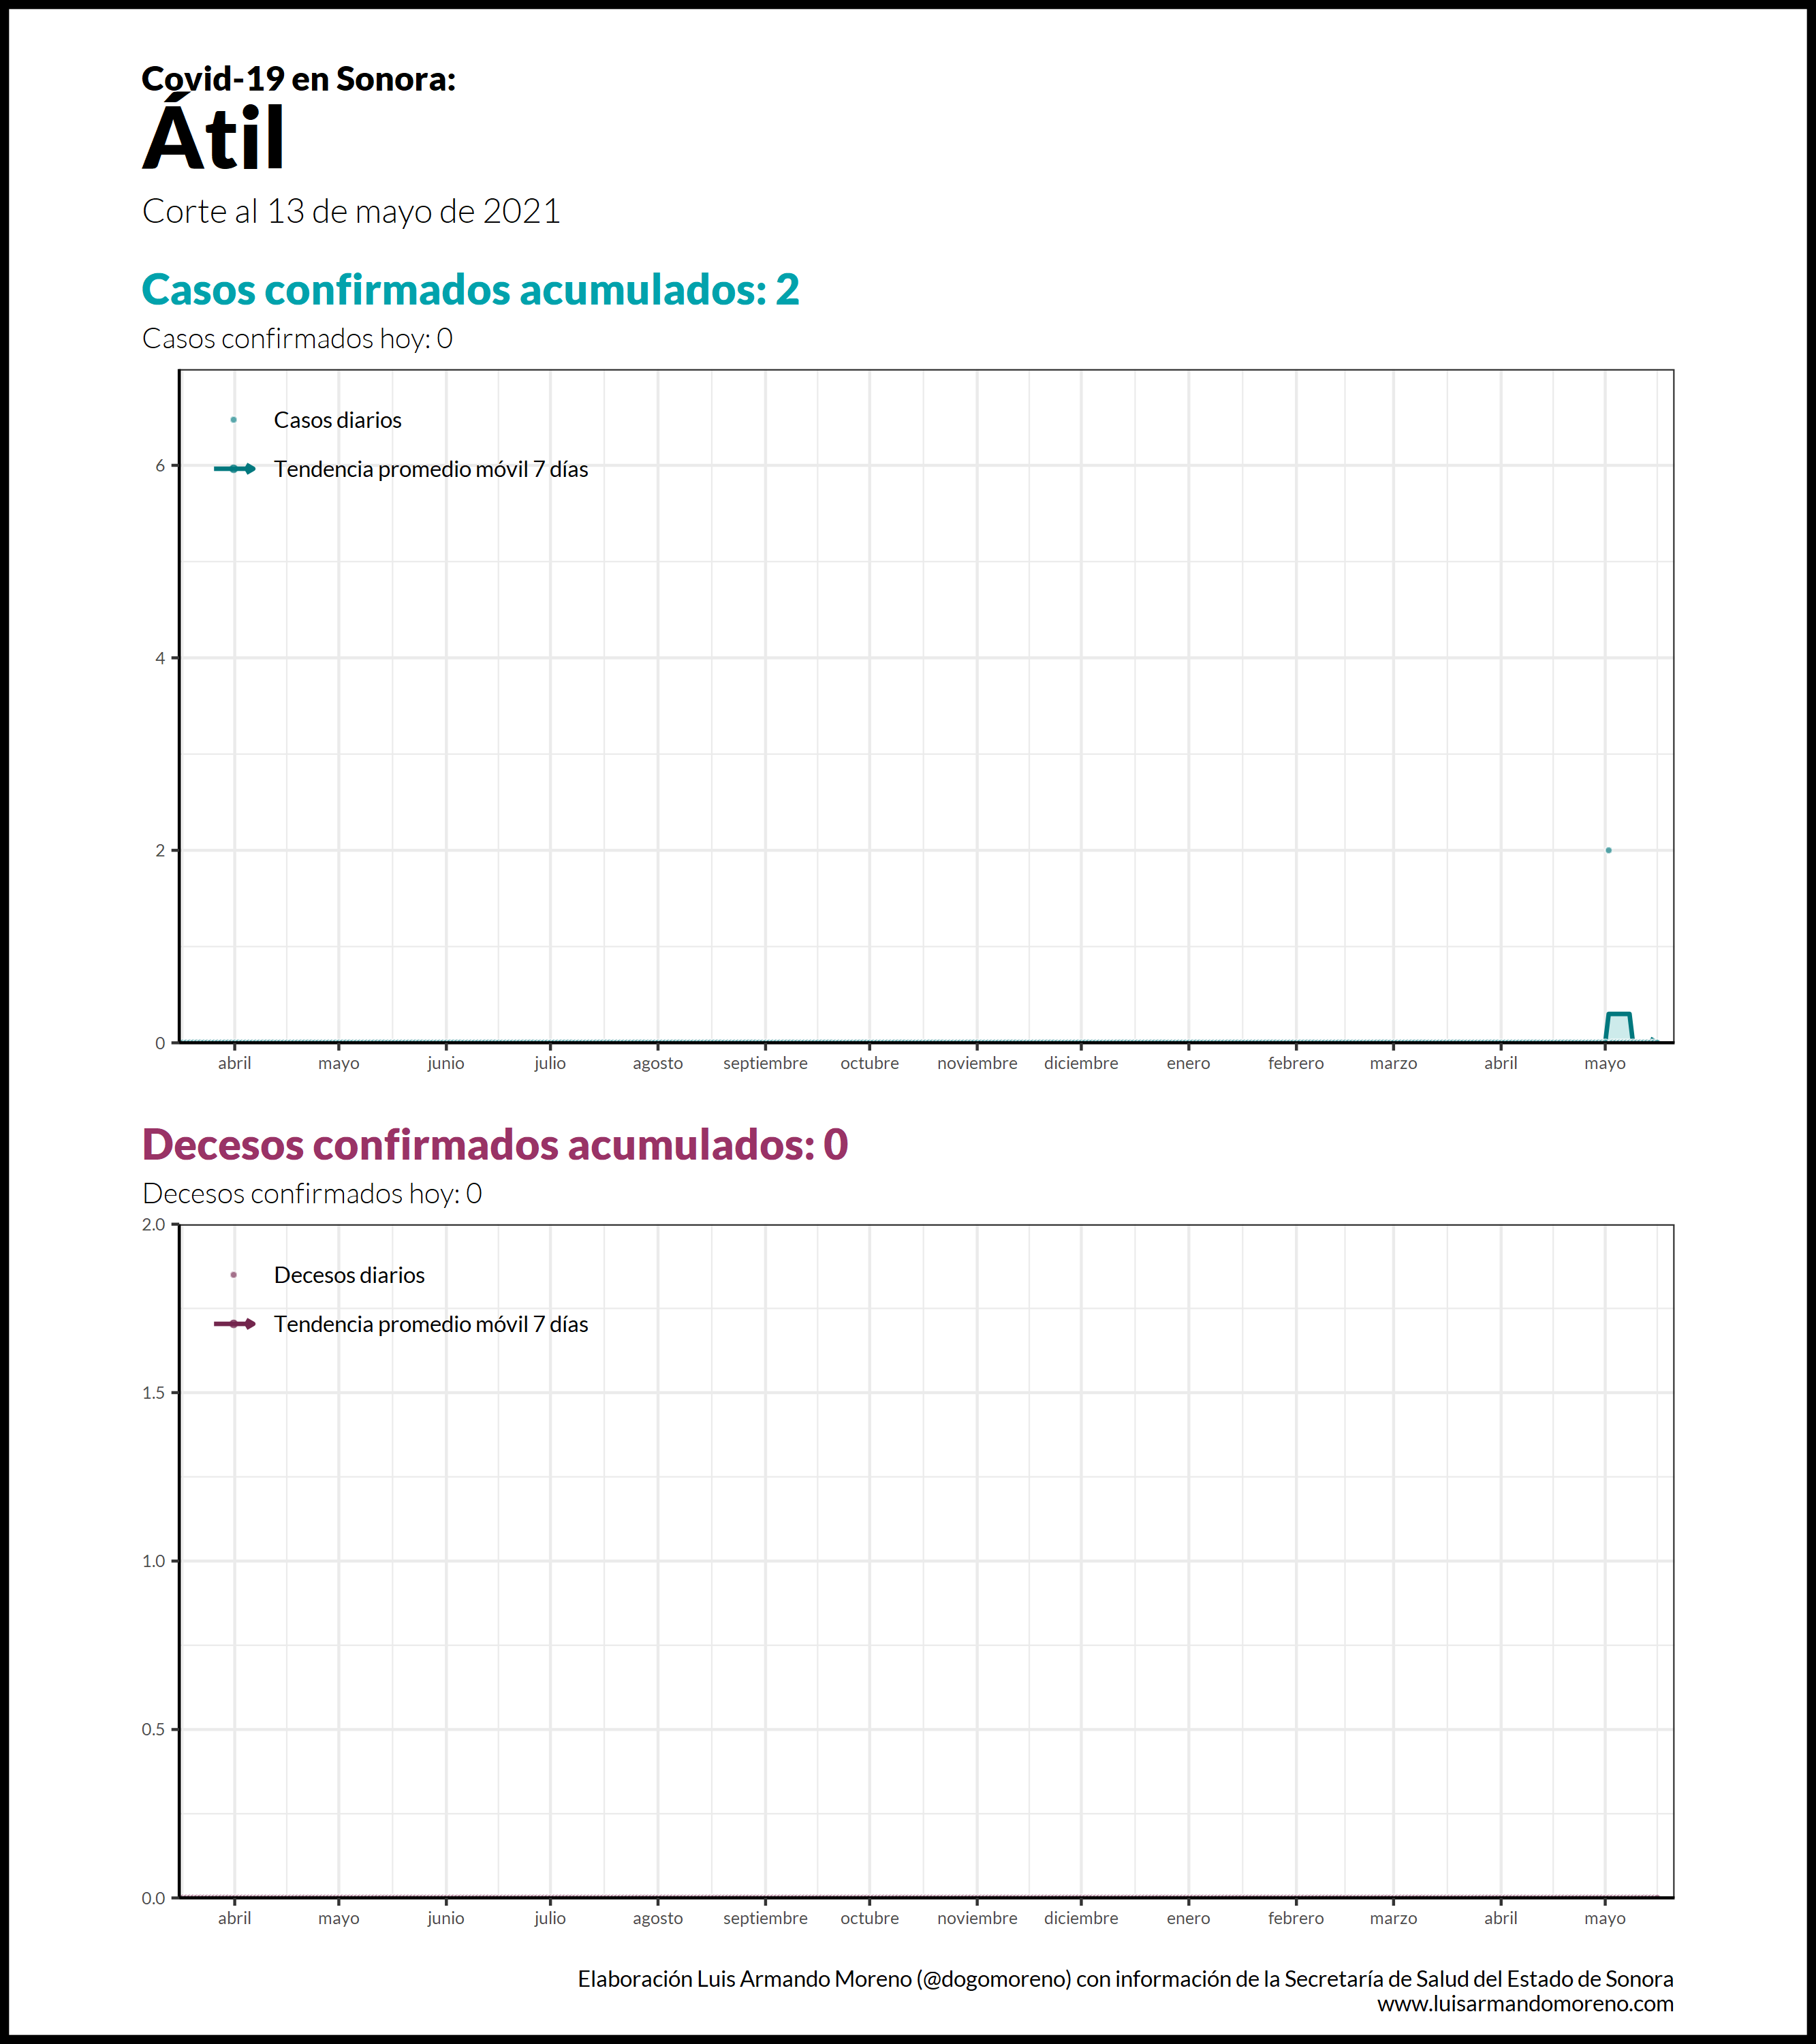 Covid-19 en Sonora:
Átil
Corte al 13 de mayo de 2021
Casos confirmados acumulados: 2
Casos confirmados hoy: 0
Casos diarios
Tendencia promedio móvil 7 días
6
4
2
0
abril mayo junio julio agosto septiembre octubre noviembre diciembre enero febrero marzo abril mayo
Decesos confirmados acumulados: 0
Decesos confirmados hoy: 0
2.0
Decesos diarios
Tendencia promedio móvil 7 días
1.5
1.0
0.5
0.0
abril mayo junio julio agosto septiembre octubre noviembre diciembre enero febrero marzo abril mayo
Elaboración Luis Armando Moreno (@dogomoreno) con información de la Secretaría de Salud del Estado de Sonora
www.luisarmandomoreno.com